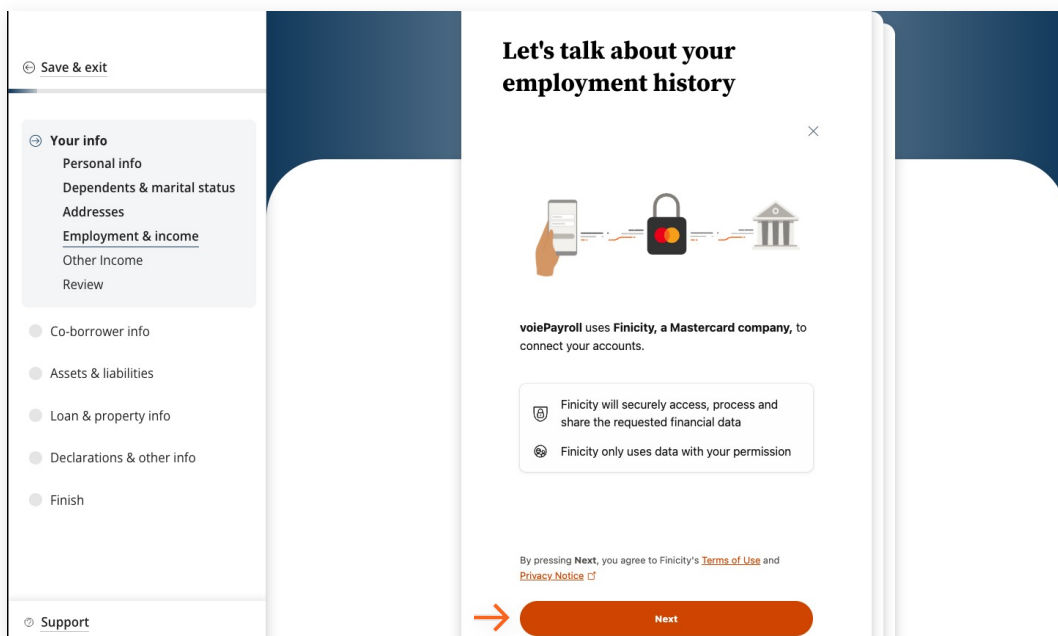 Save & exit
Your info
Personal info
Dependents & marital status
Addresses
Employment & income
Other Income
Review
Co-borrower info
Assets & liabilities
Loan & property info
Declarations & other info
Finish
Support
Let's talk about your
employment history
voiePayroll uses Finicity, a Mastercard company, to
connect your accounts.
Finicity will securely access, process and
share the requested financial data
Finicity only uses data with your permission
By pressing Next, you agree to Finicity's Terms of Use and
Privacy Notice
Next